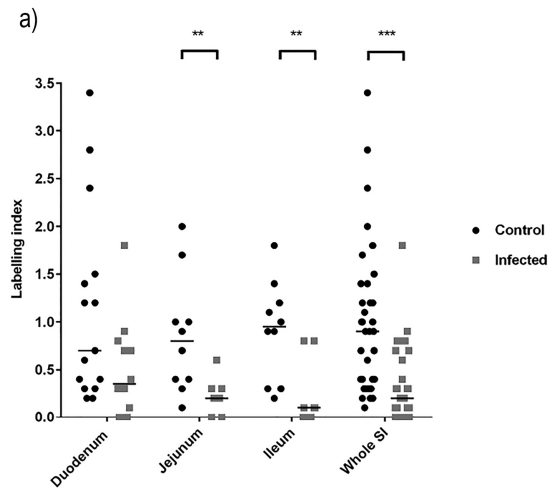 a)
** ** ***
3.5
3.0
2.5
2.0
1.5
1.0
0.5
0.0
Labelling index
Duodenum
Jejunum
Ileum
Whole SI
Control
Infected